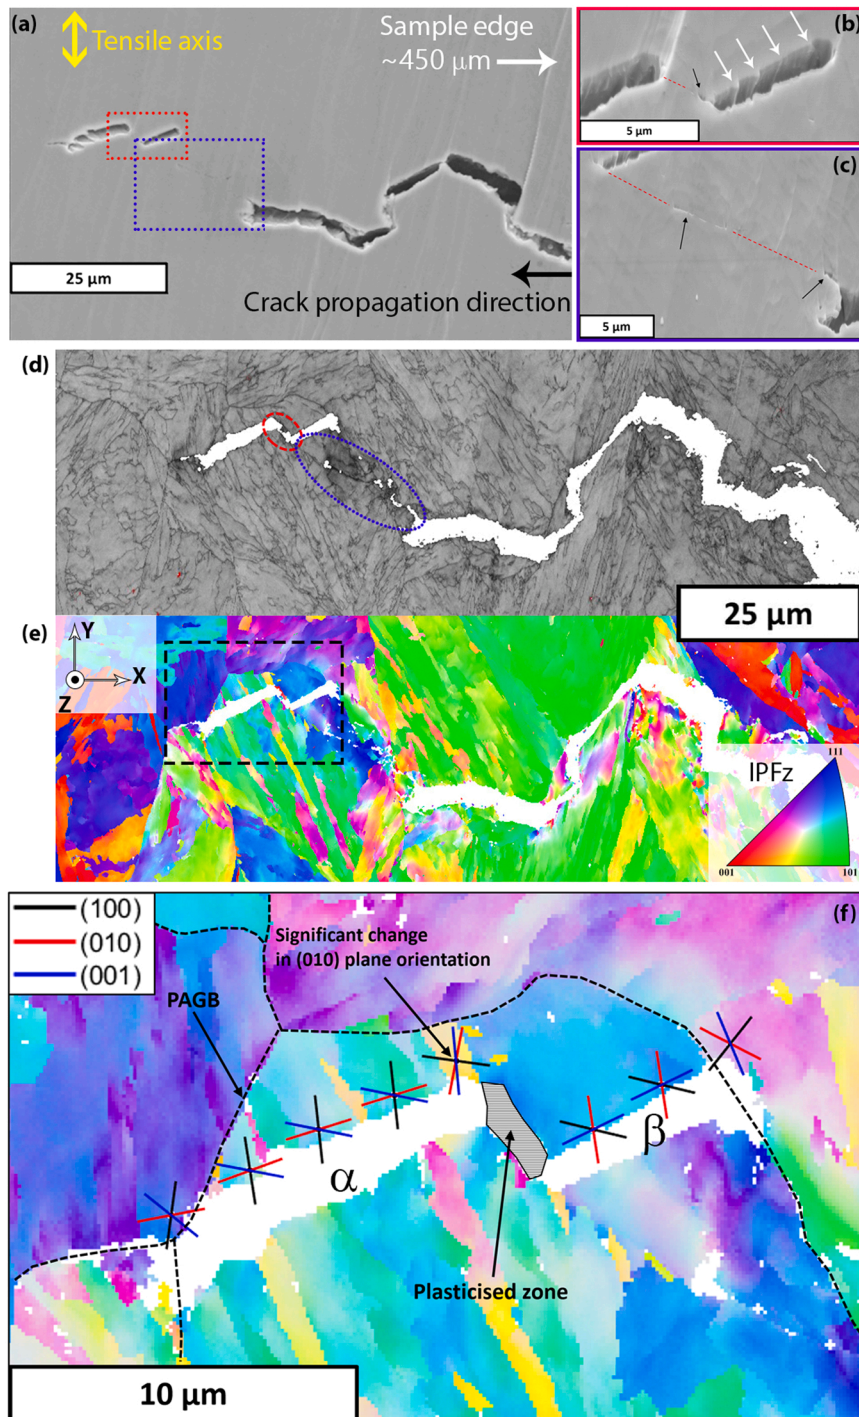 (a)
Tensile axis
Sample edge
~450 µm
25 µm
Crack propagation direction
(b)
5 µm
(c)
5 µm
(d)
25 µm
(e)
Y
X
Z
IPFz
111
001
101
(f)
(100)
(010)
(001)
Significant change
in (010) plane orientation
PAGB
α
β
Plasticised zone
10 µm